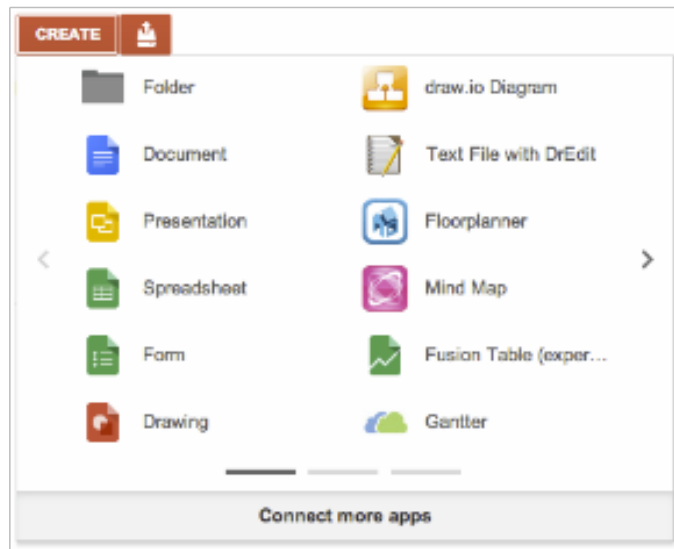 CREATE
Folder
draw.io Diagram
Document
Text File with DrEdit
Presentation
Floorplanner
Spreadsheet
Mind Map
Form
Fusion Table (exper...
Drawing
Gantter
Connect more apps